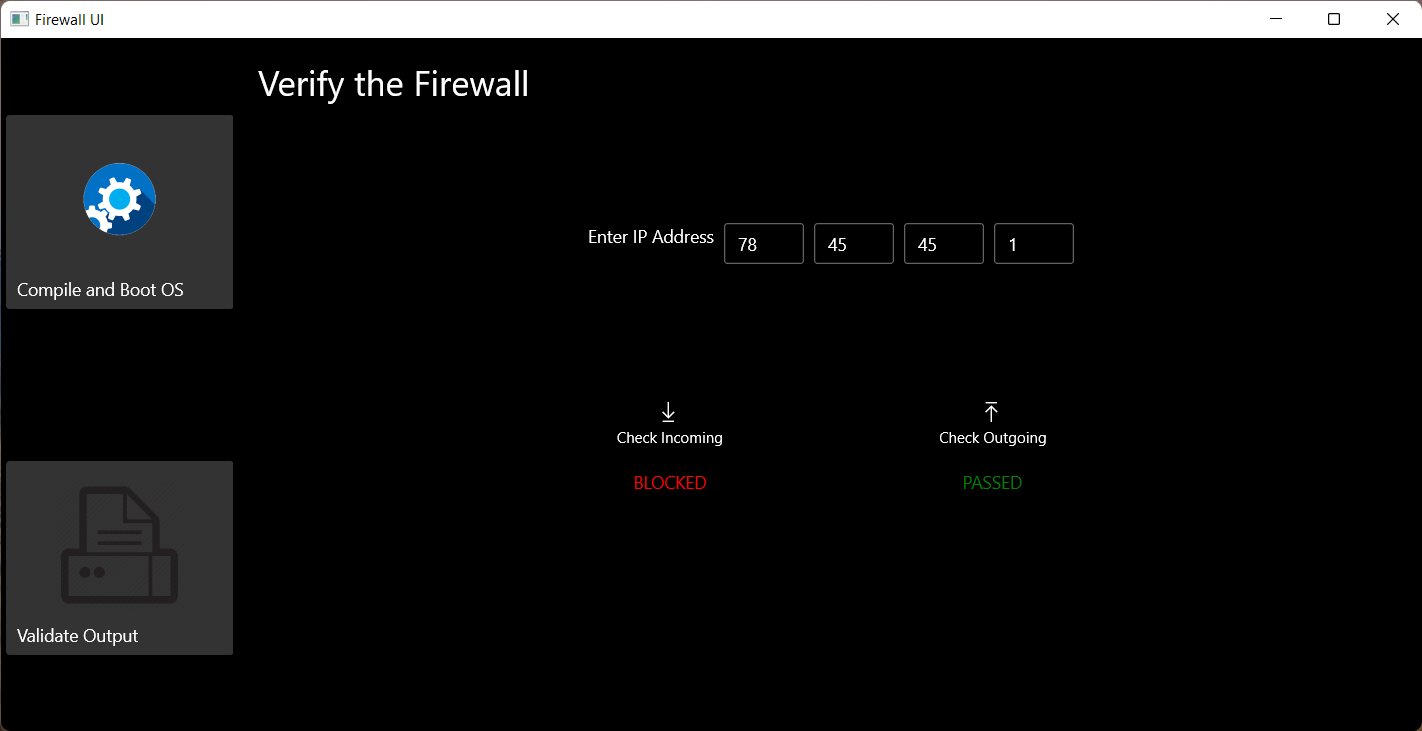 Firewall UI
Verify the Firewall
Compile and Boot OS
Enter IP Address 78 45 45 1
Check Incoming
Check Outgoing
BLOCKED
PASSED
Validate Output